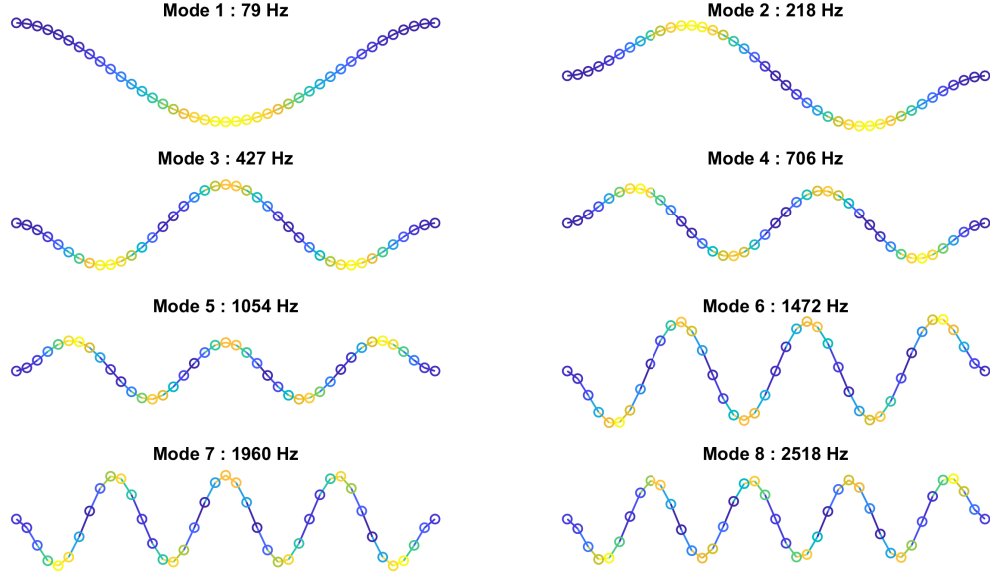 Mode 1 : 79 Hz
Mode 2 : 218 Hz
Mode 3 : 427 Hz
Mode 4 : 706 Hz
Mode 5 : 1054 Hz
Mode 6 : 1472 Hz
Mode 7 : 1960 Hz
Mode 8 : 2518 Hz